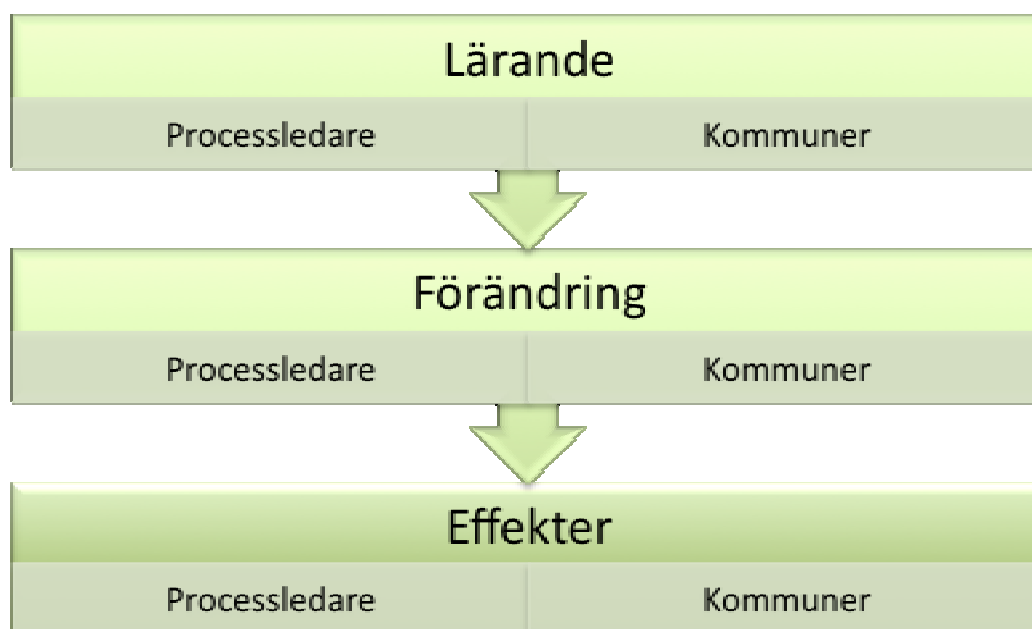 Lärande
Processledare Kommuner
Förändring
Processledare Kommuner
Effekter
Processledare Kommuner